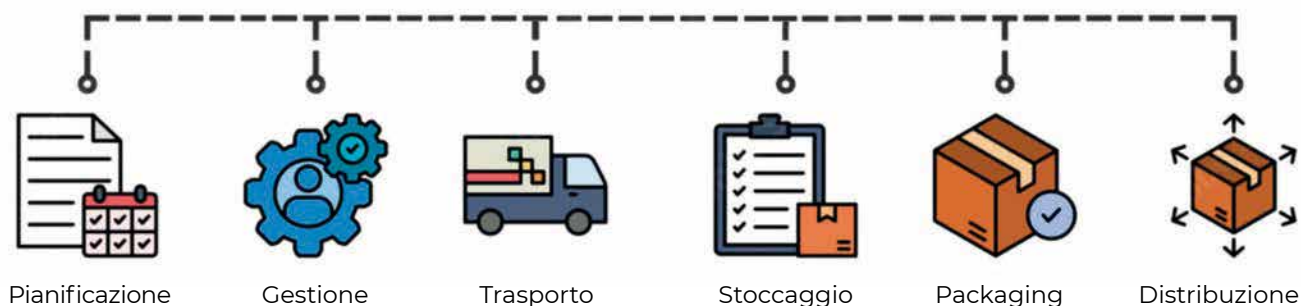 Pianificazione
Gestione
Trasporto
Stoccaggio
Packaging
Distribuzione